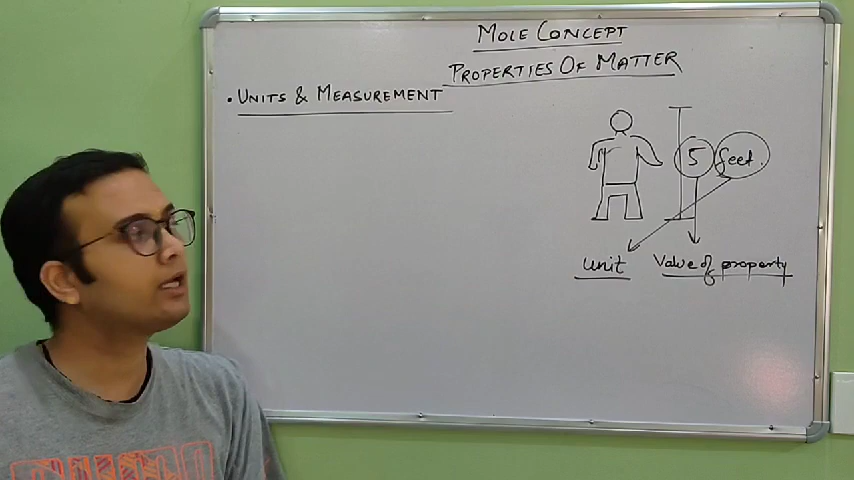 MOLE CONCEPT
PROPERTIES OF MATTER
• UNITS & MEASUREMENT
5 feet.
unit Value of property